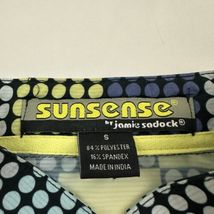 sunsense®
by jamie sadock®
S
84% POLYESTER
16% SPANDEX
MADE IN INDIA